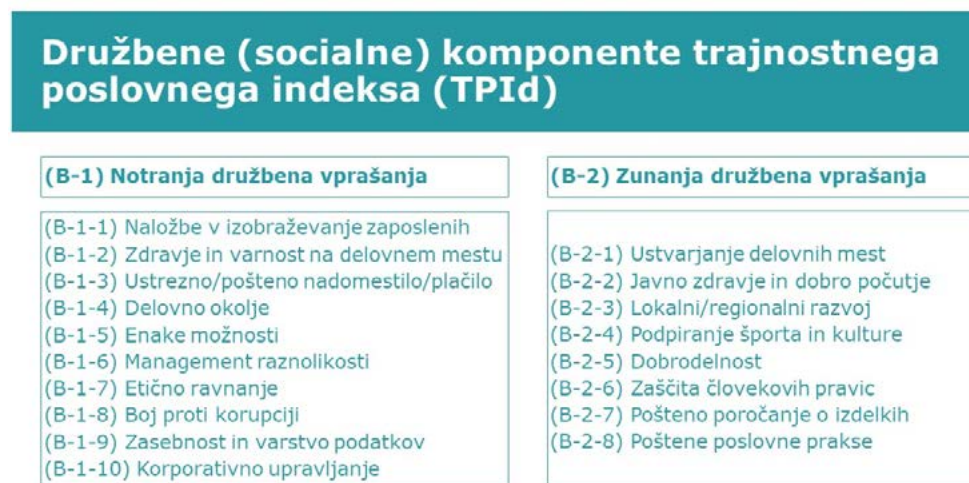 Družbene (socialne) komponente trajnostnega
poslovnega indeksa (TPId)
(B-1) Notranja družbena vprašanja
(B-1-1) Naložbe v izobraževanje zaposlenih
(B-1-2) Zdravje in varnost na delovnem mestu
(B-1-3) Ustrezno/pošteno nadomestilo/plačilo
(B-1-4) Delovno okolje
(B-1-5) Enake možnosti
(B-1-6) Management raznolikosti
(B-1-7) Etično ravnanje
(B-1-8) Boj proti korupciji
(B-1-9) Zasebnost in varstvo podatkov
(B-1-10) Korporativno upravljanje
(B-2) Zunanja družbena vprašanja
(B-2-1) Ustvarjanje delovnih mest
(B-2-2) Javno zdravje in dobro počutje
(B-2-3) Lokalni/regionalni razvoj
(B-2-4) Podpiranje športa in kulture
(B-2-5) Dobrodelnost
(B-2-6) Zaščita človekovih pravic
(B-2-7) Pošteno poročanje o izdelkih
(B-2-8) Poštene poslovne prakse